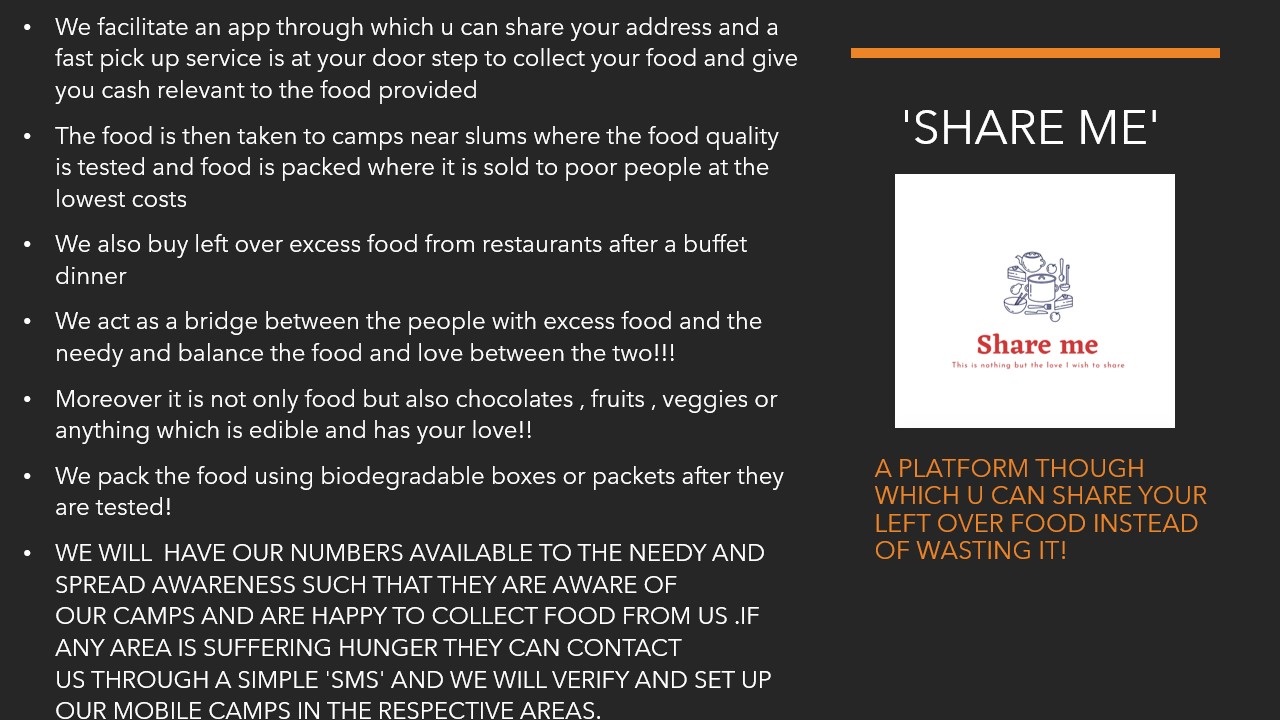 • We facilitate an app through which u can share your address and a
fast pick up service is at your door step to collect your food and give
you cash relevant to the food provided
• The food is then taken to camps near slums where the food quality
is tested and food is packed where it is sold to poor people at the
lowest costs
• We also buy left over excess food from restaurants after a buffet
dinner
• We act as a bridge between the people with excess food and the
needy and balance the food and love between the two!!!
• Moreover it is not only food but also chocolates , fruits , veggies or
anything which is edible and has your love!!
• We pack the food using biodegradable boxes or packets after they
are tested!
• WE WILL  HAVE OUR NUMBERS AVAILABLE TO THE NEEDY AND
SPREAD AWARENESS SUCH THAT THEY ARE AWARE OF
OUR CAMPS AND ARE HAPPY TO COLLECT FOOD FROM US .IF
ANY AREA IS SUFFERING HUNGER THEY CAN CONTACT
US THROUGH A SIMPLE 'SMS' AND WE WILL VERIFY AND SET UP
OUR MOBILE CAMPS IN THE RESPECTIVE AREAS.
'SHARE ME'
Share me
This is nothing but the love I wish to share
A PLATFORM THOUGH
WHICH U CAN SHARE YOUR
LEFT OVER FOOD INSTEAD
OF WASTING IT!